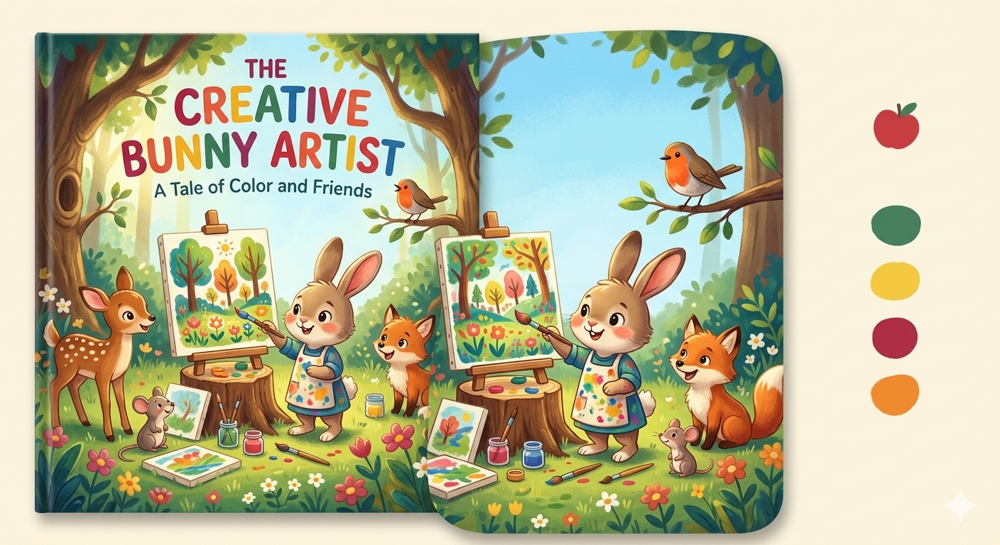 THE
CREATIVE
BUNNY ARTIST
A Tale of Color and Friends